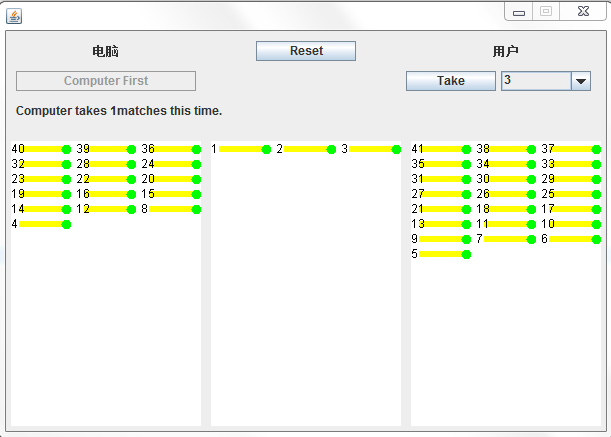 电脑 Reset 用户
Computer First Take 3
Computer takes 1matches this time.
40 39 36 1 2 3 41 38 37
32 28 24 35 34 33
23 22 20 31 30 29
19 16 15 27 26 25
14 12 8 21 18 17
4 13 11 10
9 7 6
5